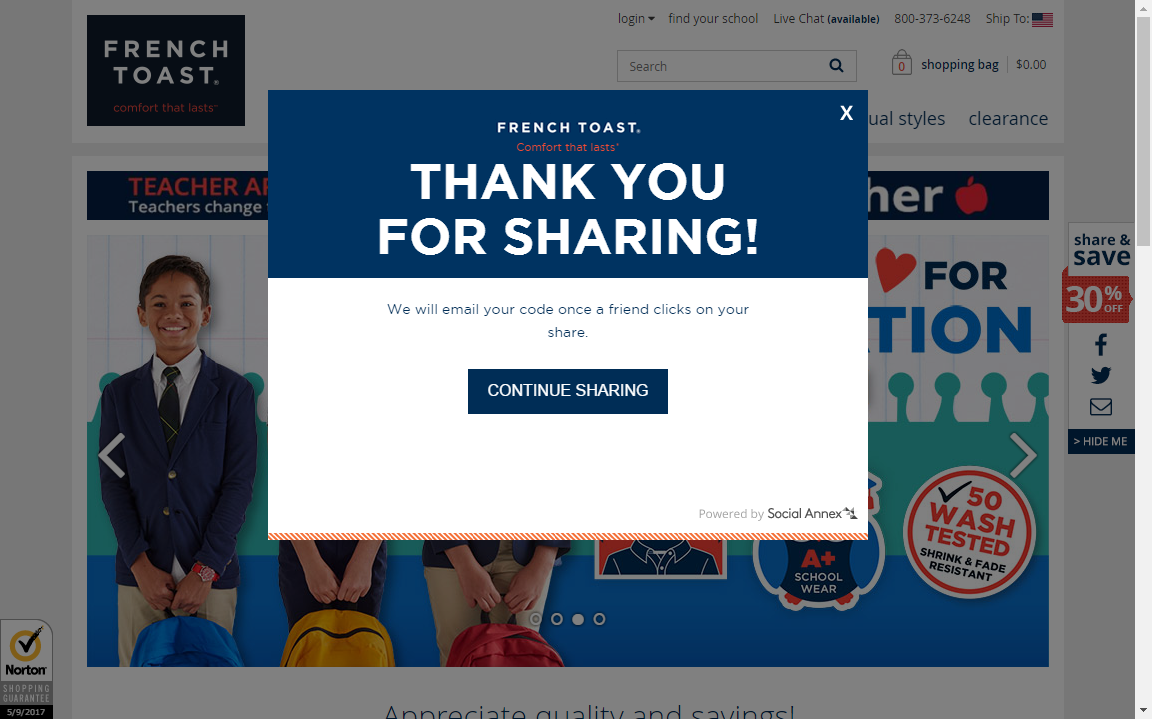 login find your school Live Chat (available) 800-373-6248 Ship To:
FRENCH
TOAST.
comfort that lasts™
Search
0 shopping bag $0.00
ual styles clearance
X
FRENCH TOAST.
Comfort that lasts
THANK YOU
FOR SHARING!
TEACHER
Teachers change
her
share &
save
30% OFF
> HIDE ME
FOR
TION
We will email your code once a friend clicks on your
share.
CONTINUE SHARING
Powered by Social Annex
A+
SCHOOL
WEAR
50
WASH
TESTED
SHRINK & FADE
RESISTANT
Norton
SHOPPING
GUARANTEE
5/9/2017
Appreciate quality and savings!